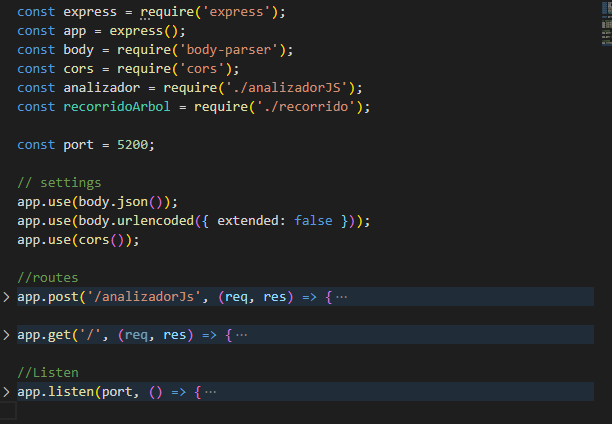 const express = require('express');
const app = express();
const body = require('body-parser');
const cors = require('cors');
const analizador = require('./analizadorJS');
const recorridoArbol = require('./recorrido');
const port = 5200;
// settings
app.use(body.json());
app.use(body.urlencoded({ extended: false }));
app.use(cors());
//routes
app.post('/analizadorJs', (req, res) => {···
app.get('/', (req, res) => {···
//Listen
app.listen(port, () => {···